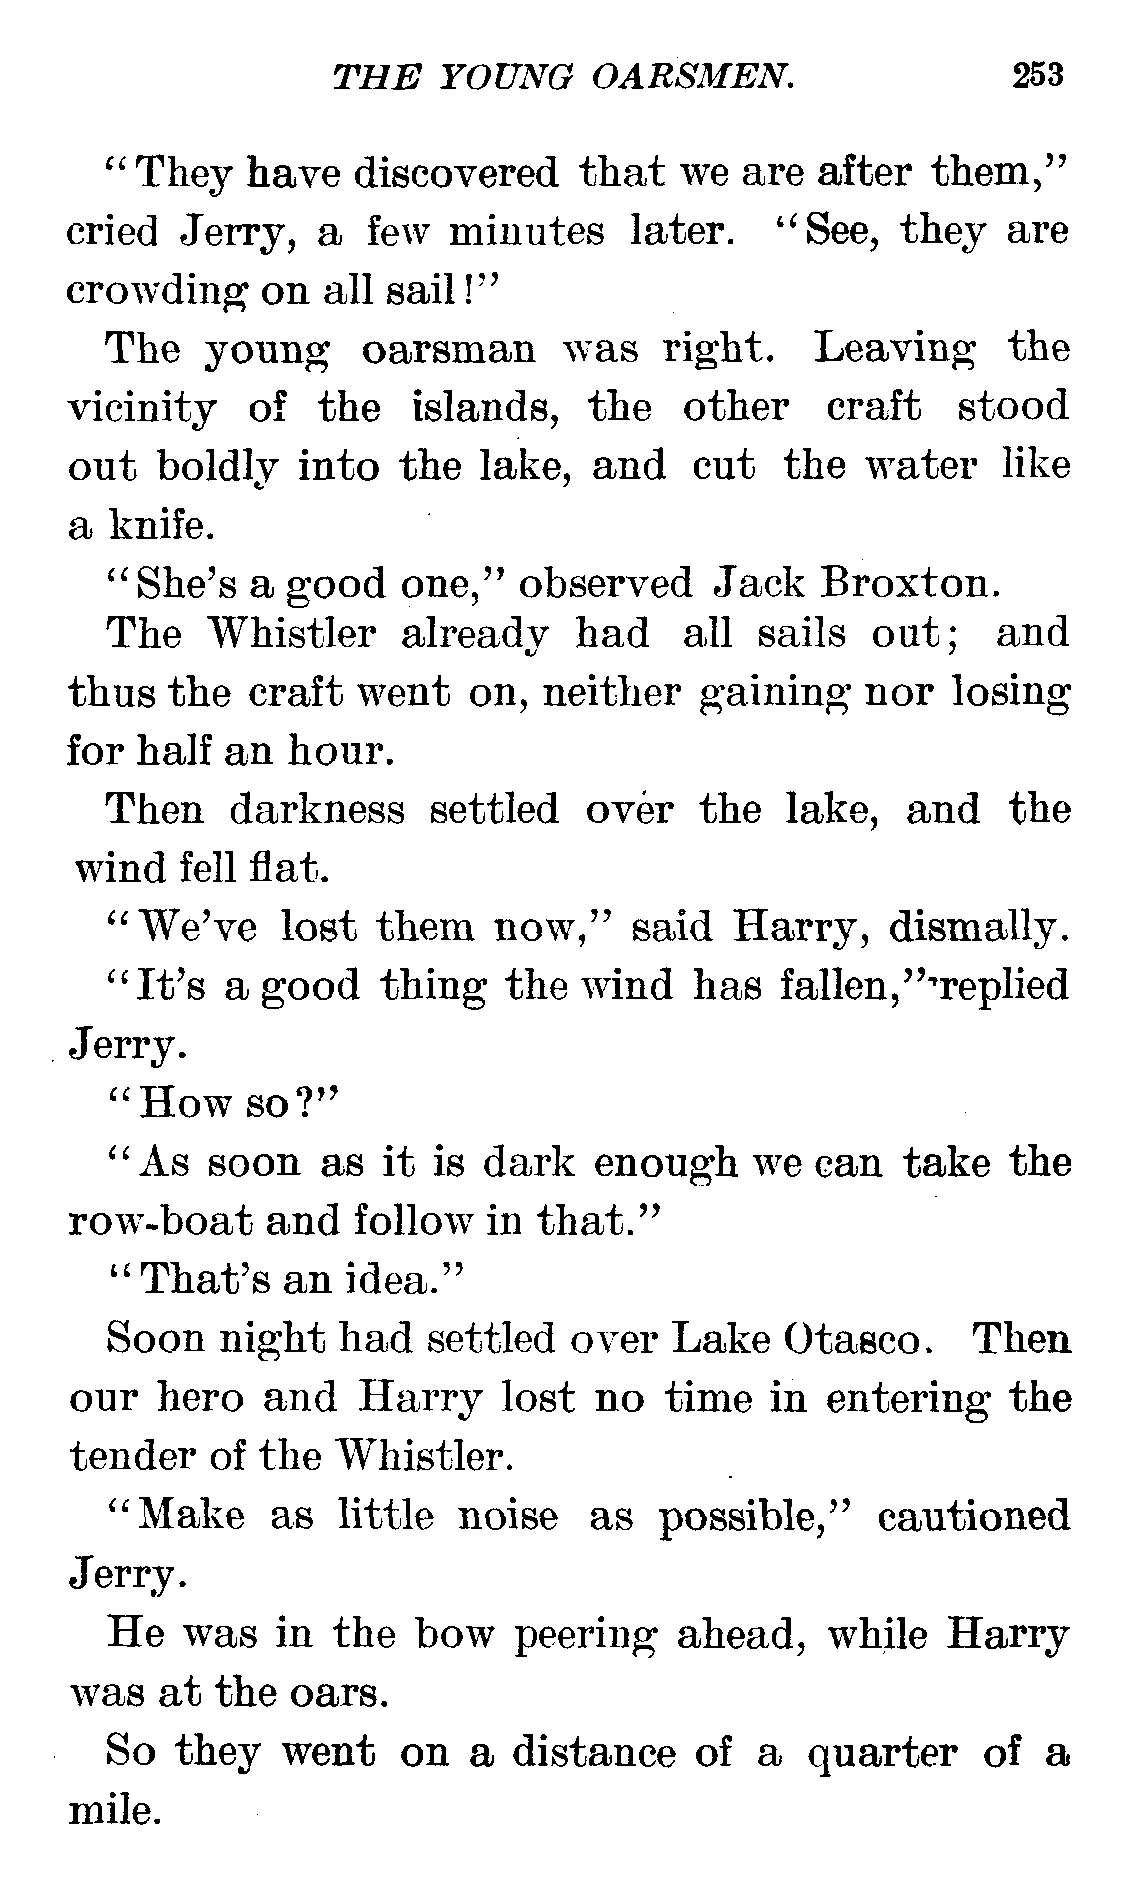 THE YOUNG OARSMEN. 253
“They have discovered that we are after them,”
cried Jerry, a few minutes later. “See, they are
crowding on all sail!”
The young oarsman was right. Leaving the
vicinity of the islands, the other craft stood
out boldly into the lake, and cut the water like
a knife.
“She’s a good one,” observed Jack Broxton.
The Whistler already had all sails out; and
thus the craft went on, neither gaining nor losing
for half an hour.
Then darkness settled over the lake, and the
wind fell flat.
“We’ve lost them now,” said Harry, dismally.
“It’s a good thing the wind has fallen,” replied
Jerry.
“How so?”
“As soon as it is dark enough we can take the
row-boat and follow in that.”
“That’s an idea.”
Soon night had settled over Lake Otasco. Then
our hero and Harry lost no time in entering the
tender of the Whistler.
“Make as little noise as possible,” cautioned
Jerry.
He was in the bow peering ahead, while Harry
was at the oars.
So they went on a distance of a quarter of a
mile.